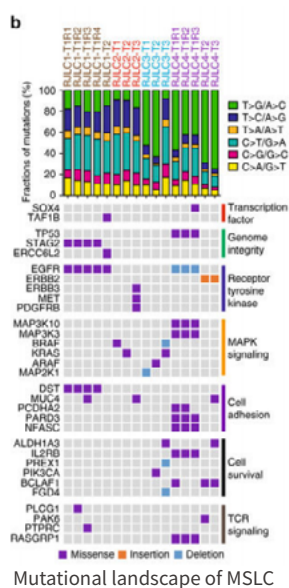 b
RJLC1-T1R1
RJLC1-T1R2
RJLC1-T1R3
RJLC1-T1R4
RJLC1-T2
RJLC2-T1
RJLC2-T2
RJLC2-T3
RJLC3-T1
RJLC3-T2
RJLC3-T3
RJLC4-T1R1
RJLC4-T1R2
RJLC4-T1R3
RJLC4-T2
RJLC4-T3
Fractions of mutations (%)
100
80
60
40
20
0
T>G/A>C
T>C/A>G
T>A/A>T
C>T/G>A
C>G/G>C
C>A/G>T
SOX4
TAF1B
Transcription
factor
TP53
STAG2
ERCC6L2
Genome
integrity
EGFR
ERBB2
ERBB3
MET
PDGFRB
Receptor
tyrosine
kinase
MAP3K10
MAP3K3
BRAF
KRAS
ARAF
MAP2K1
MAPK
signaling
DST
MUC4
PCDHA2
PARD3
NFASC
Cell
adhesion
ALDH1A3
IL2RB
PREX1
PIK3CA
BCLAF1
FGD4
Cell
survival
PLCG1
PAK6
PTPRC
RASGRP1
TCR
signaling
Missense
Insertion
Deletion
Mutational landscape of MSLC